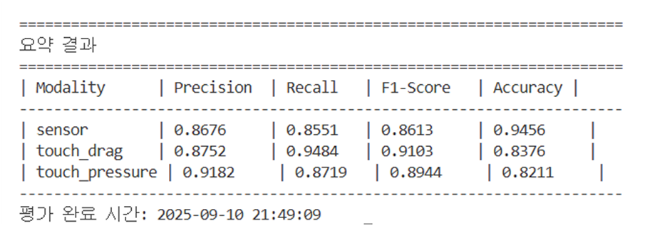 ================================================================
요약 결과
================================================================
| Modality | Precision | Recall | F1-Score | Accuracy |
----------------------------------------------------------------
| sensor | 0.8676 | 0.8551 | 0.8613 | 0.9456 |
| touch_drag | 0.8752 | 0.9484 | 0.9103 | 0.8376 |
| touch_pressure | 0.9182 | 0.8719 | 0.8944 | 0.8211 |
----------------------------------------------------------------
평가 완료 시간: 2025-09-10 21:49:09 _